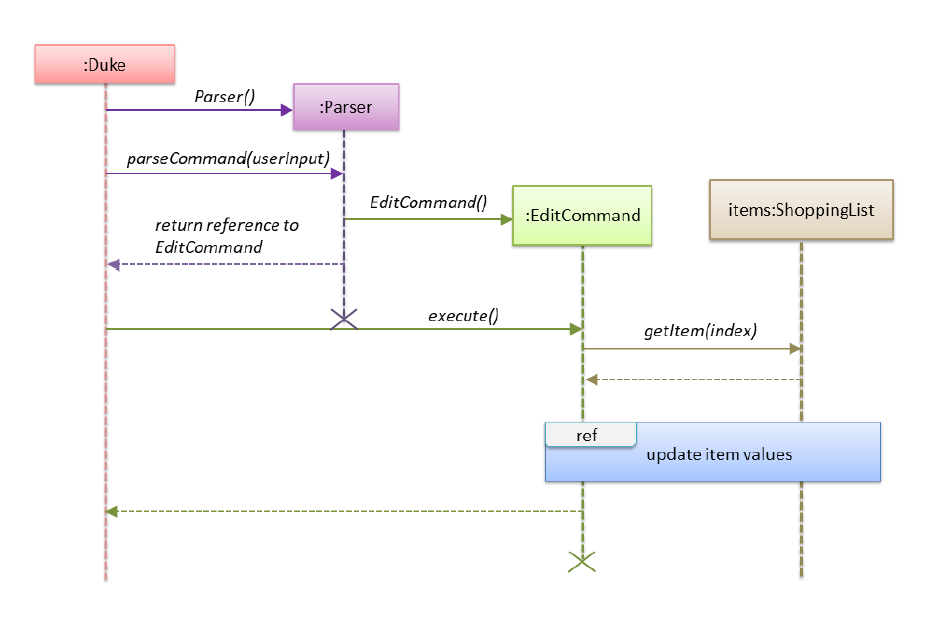 :Duke
Parser()
:Parser
parseCommand(userInput)
EditCommand()
:EditCommand
items:ShoppingList
return reference to
EditCommand
execute()
getItem(index)
ref
update item values